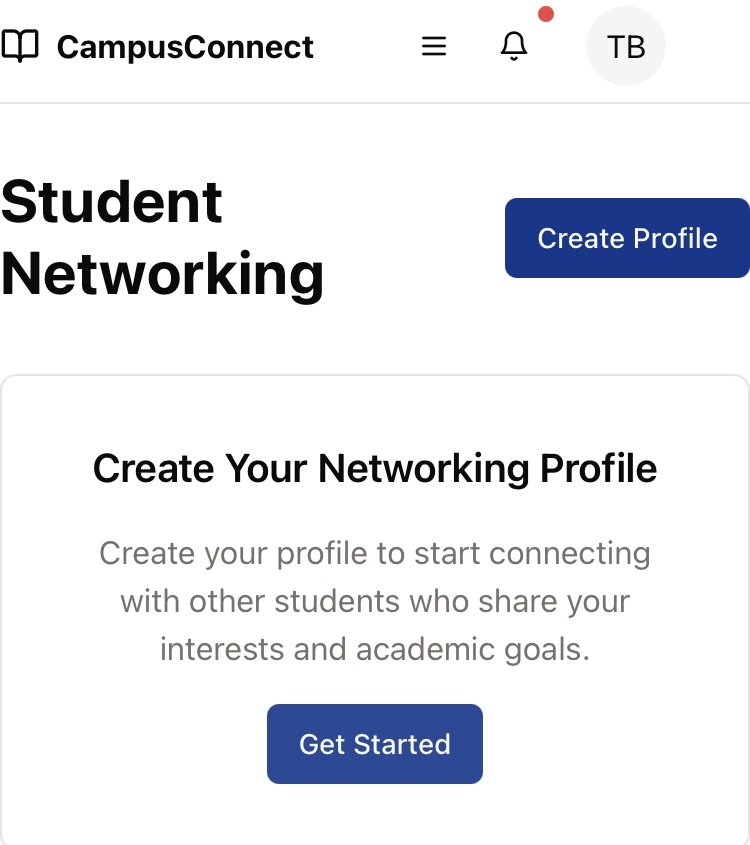 CampusConnect
TB
Student
Networking
Create Profile
Create Your Networking Profile
Create your profile to start connecting
with other students who share your
interests and academic goals.
Get Started